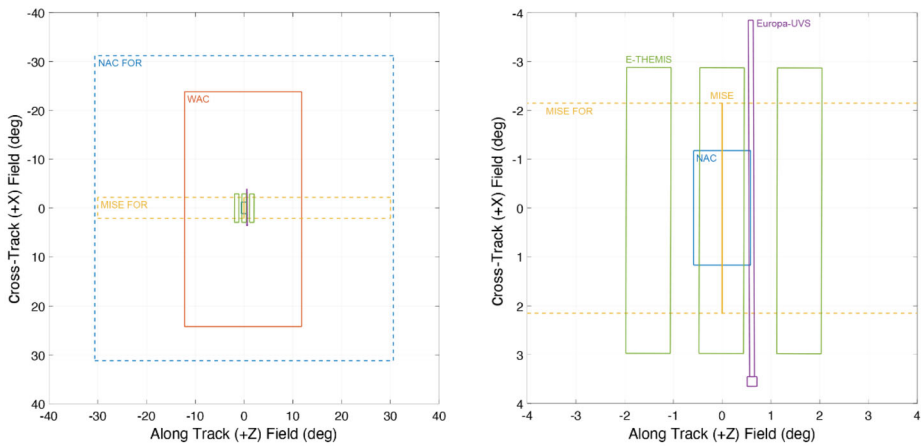 -40
-30
-20
-10
0
10
20
30
40
Cross-Track (+X) Field (deg)
NAC FOR
WAC
MISE FOR
-40 -30 -20 -10 0 10 20 30 40
Along Track (+Z) Field (deg)
-4
-3
-2
-1
0
1
2
3
4
Cross-Track (+X) Field (deg)
Europa-UVS
E-THEMIS
MISE
MISE FOR
NAC
-4 -3 -2 -1 0 1 2 3 4
Along Track (+Z) Field (deg)